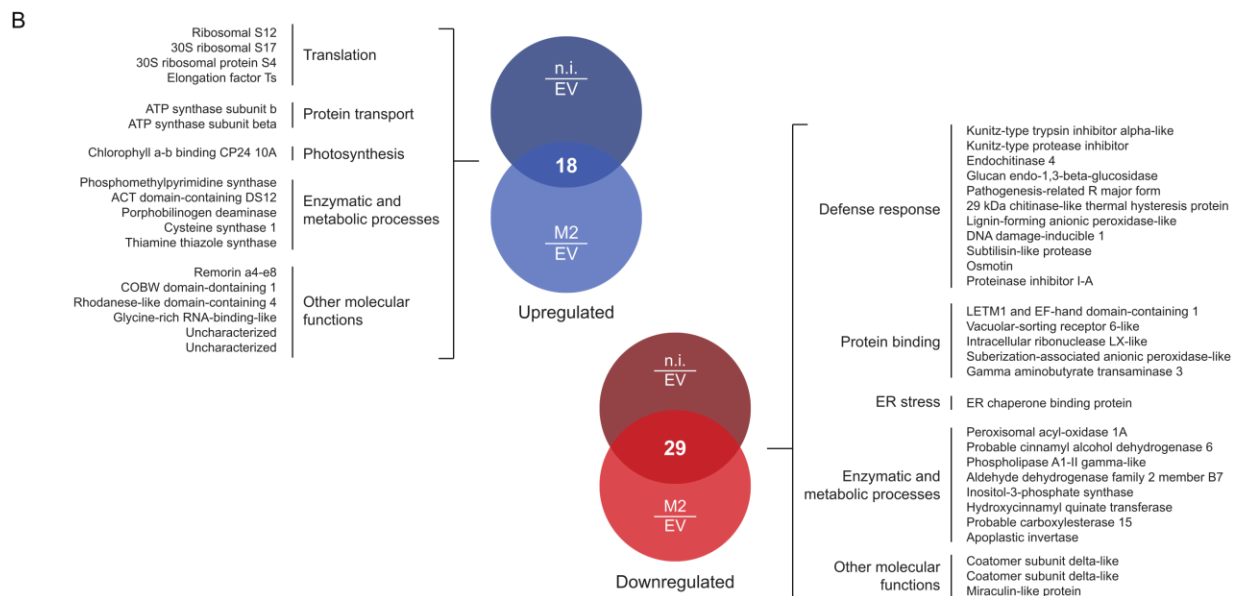 B
Ribosomal S12
30S ribosomal S17
30S ribosomal protein S4
Elongation factor Ts
Translation
ATP synthase subunit b
ATP synthase subunit beta
Protein transport
Chlorophyll a-b binding CP24 10A
Photosynthesis
Phosphomethylpyrimidine synthase
ACT domain-containing DS12
Porphobilinogen deaminase
Cysteine synthase 1
Thiamine thiazole synthase
Enzymatic and
metabolic processes
Remorin a4-e8
COBW domain-dontaining 1
Rhodanese-like domain-containing 4
Glycine-rich RNA-binding-like
Uncharacterized
Uncharacterized
Other molecular
functions
n.i.
EV
18
M2
EV
Upregulated
n.i.
EV
29
M2
EV
Downregulated
Defense response
Kunitz-type trypsin inhibitor alpha-like
Kunitz-type protease inhibitor
Endochitinase 4
Glucan endo-1,3-beta-glucosidase
Pathogenesis-related R major form
29 kDa chitinase-like thermal hysteresis protein
Lignin-forming anionic peroxidase-like
DNA damage-inducible 1
Subtilisin-like protease
Osmotin
Proteinase inhibitor I-A
Protein binding
LETM1 and EF-hand domain-containing 1
Vacuolar-sorting receptor 6-like
Intracellular ribonuclease LX-like
Suberization-associated anionic peroxidase-like
Gamma aminobutyrate transaminase 3
ER stress
ER chaperone binding protein
Enzymatic and
metabolic processes
Peroxisomal acyl-oxidase 1A
Probable cinnamyl alcohol dehydrogenase 6
Phospholipase A1-II gamma-like
Aldehyde dehydrogenase family 2 member B7
Inositol-3-phosphate synthase
Hydroxycinnamyl quinate transferase
Probable carboxylesterase 15
Apoplastic invertase
Other molecular
functions
Coatomer subunit delta-like
Coatomer subunit delta-like
Miraculin-like protein